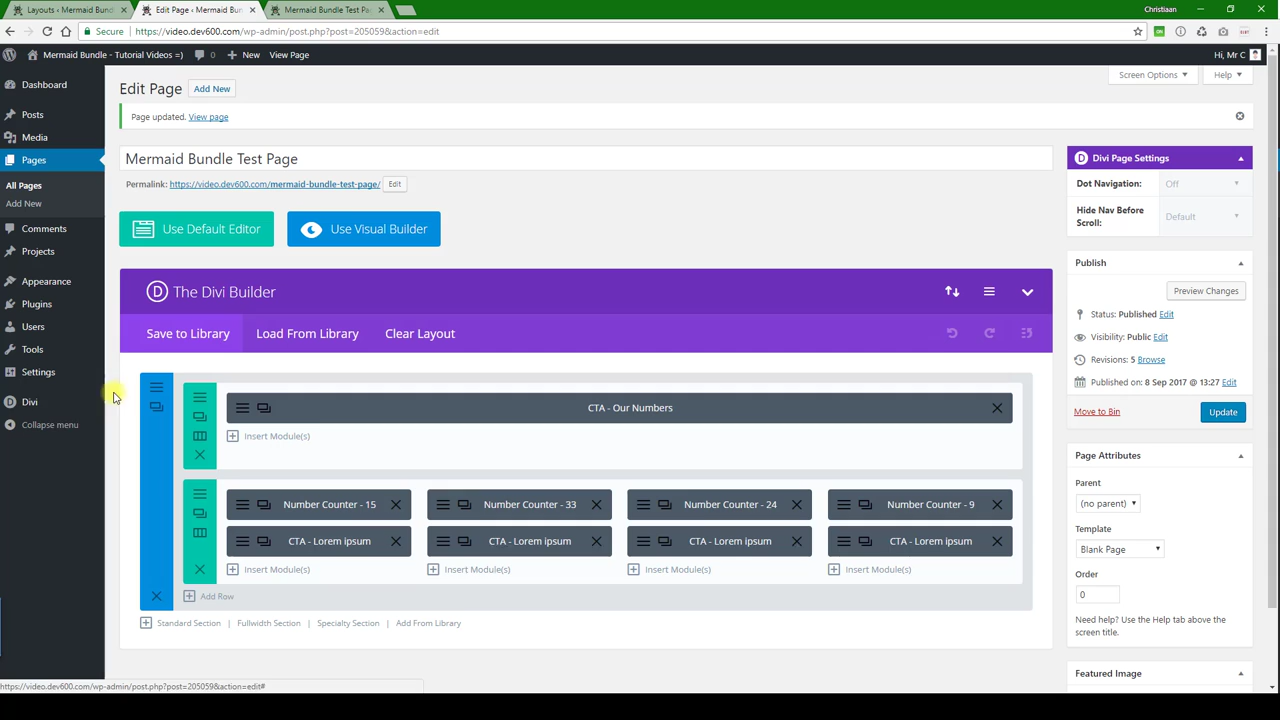 Layouts ‹ Mermaid Bundl
Edit Page ‹ Mermaid Bun
Mermaid Bundle Test Pag
Christiaan
Secure
https://video.dev600.com/wp-admin/post.php?post=205059&action=edit
Mermaid Bundle - Tutorial Videos =)
0
New
View Page
Hi, Mr C
Dashboard
Posts
Media
Pages
All Pages
Add New
Comments
Projects
Appearance
Plugins
Users
Tools
Settings
Divi
Collapse menu
Edit Page
Add New
Screen Options
Help
Page updated. View page
Mermaid Bundle Test Page
Permalink: https://video.dev600.com/mermaid-bundle-test-page/ Edit
Use Default Editor
Use Visual Builder
D The Divi Builder
Save to Library
Load From Library
Clear Layout
CTA - Our Numbers
Insert Module(s)
Number Counter - 15
Number Counter - 33
Number Counter - 24
Number Counter - 9
CTA - Lorem ipsum
CTA - Lorem ipsum
CTA - Lorem ipsum
CTA - Lorem ipsum
Insert Module(s)
Insert Module(s)
Insert Module(s)
Insert Module(s)
Add Row
Standard Section | Fullwidth Section | Specialty Section | Add From Library
D Divi Page Settings
Dot Navigation: Off
Hide Nav Before Scroll: Default
Publish
Preview Changes
Status: Published Edit
Visibility: Public Edit
Revisions: 5 Browse
Published on: 8 Sep 2017 @ 13:27 Edit
Move to Bin
Update
Page Attributes
Parent
(no parent)
Template
Blank Page
Order
0
Need help? Use the Help tab above the
screen title.
Featured Image
https://video.dev600.com/wp-admin/post.php?post=205059&action=edit#